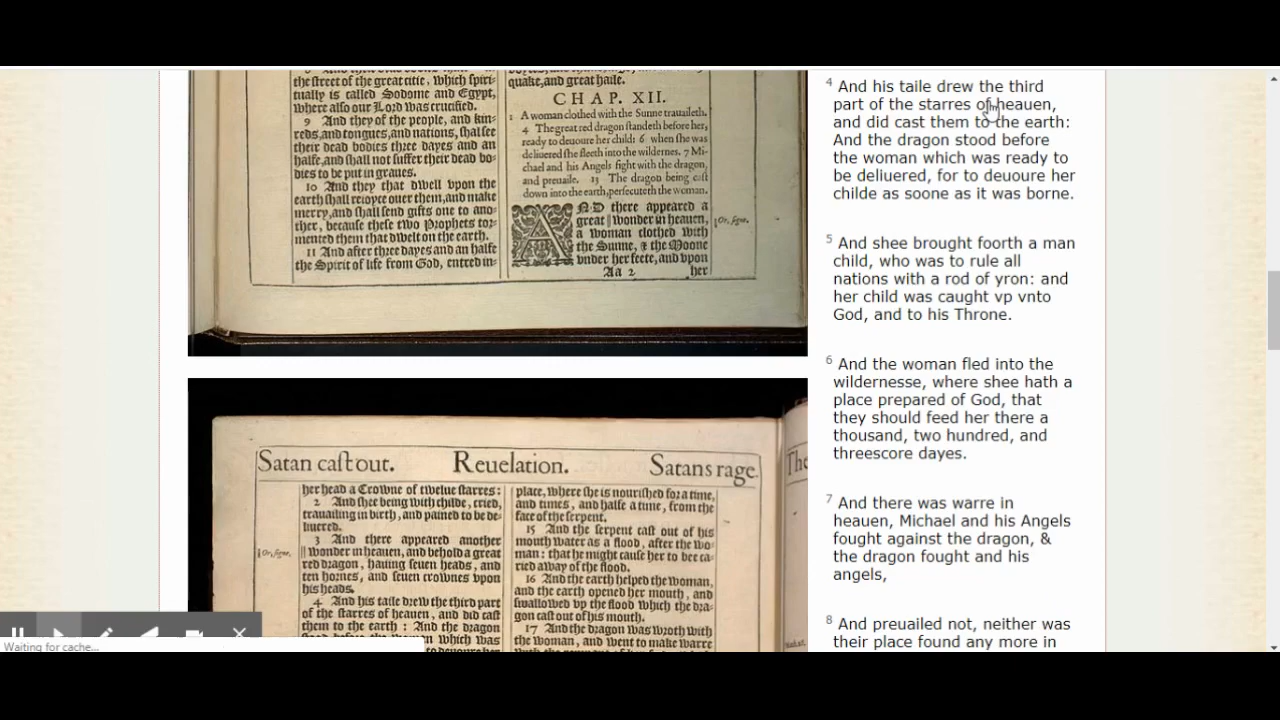 the street of the great citie, which spiri-
tually is called Sodome and Egypt,
where also our Lord was crucified.
9 And they of the people, and kin-
reds, and tongues, and nations, shal see
their dead bodies three dayes and an
halfe, and shall not suffer their dead bo-
dies to be put in graues.
10 And they that dwell vpon the
earth shall reioyce ouer them, and make
merry, and shall send gifts one to ano-
ther, because these two Prophets tor-
mented them that dwelt on the earth.
11 And after three dayes and an halfe
the Spirit of life from God, entred in-
quake, and great haile.
CHAP. XII.
1 A woman clothed with the Sunne trauaileth.
4 The great red dragon standeth before her,
ready to deuoure her child: 6 when she was
deliuered she fleeth into the wildernes. 7 Mi-
chael and his Angels fight with the dragon,
and preuaile. 13 The dragon being cast
down into the earth, persecuteth the woman.
AND there appeared a
great || wonder in heauen,
a woman clothed with
the Sunne, & the Moone
vnder her feete, and vpon
Aa 2 her
|| Or, signe.
Satan cast out. Reuelation. Satans rage.
The
her head a Crowne of twelue starres:
2 And shee being with childe, cried,
trauailing in birth, and pained to be de-
liuered.
3 And there appeared another
|| wonder in heauen, and behold a great
red dragon, hauing seuen heads, and
ten hornes, and seuen crownes vpon
his heads.
4 And his taile drew the third part
of the starres of heauen, and did cast
them to the earth: And the dragon
stood before the woman which was
to deuoure her
|| Or, signe.
place, where she is nourished for a time,
and times, and halfe a time, from the
face of the serpent.
15 And the serpent cast out of his
mouth water as a flood, after the wo-
man: that he might cause her to bee ca-
ried away of the flood.
16 And the earth helped the woman,
and the earth opened her mouth, and
swallowed vp the flood which the dra-
gon cast out of his mouth.
17 And the dragon was wroth with
the woman, and went to make warre
4 And his taile drew the third
part of the starres of heauen,
and did cast them to the earth:
And the dragon stood before
the woman which was ready to
be deliuered, for to deuoure her
childe as soone as it was borne.
5 And shee brought foorth a man
child, who was to rule all
nations with a rod of yron: and
her child was caught vp vnto
God, and to his Throne.
6 And the woman fled into the
wildernesse, where shee hath a
place prepared of God, that
they should feed her there a
thousand, two hundred, and
threescore dayes.
7 And there was warre in
heauen, Michael and his Angels
fought against the dragon, &
the dragon fought and his
angels,
8 And preuailed not, neither was
their place found any more in
Waiting for cache...